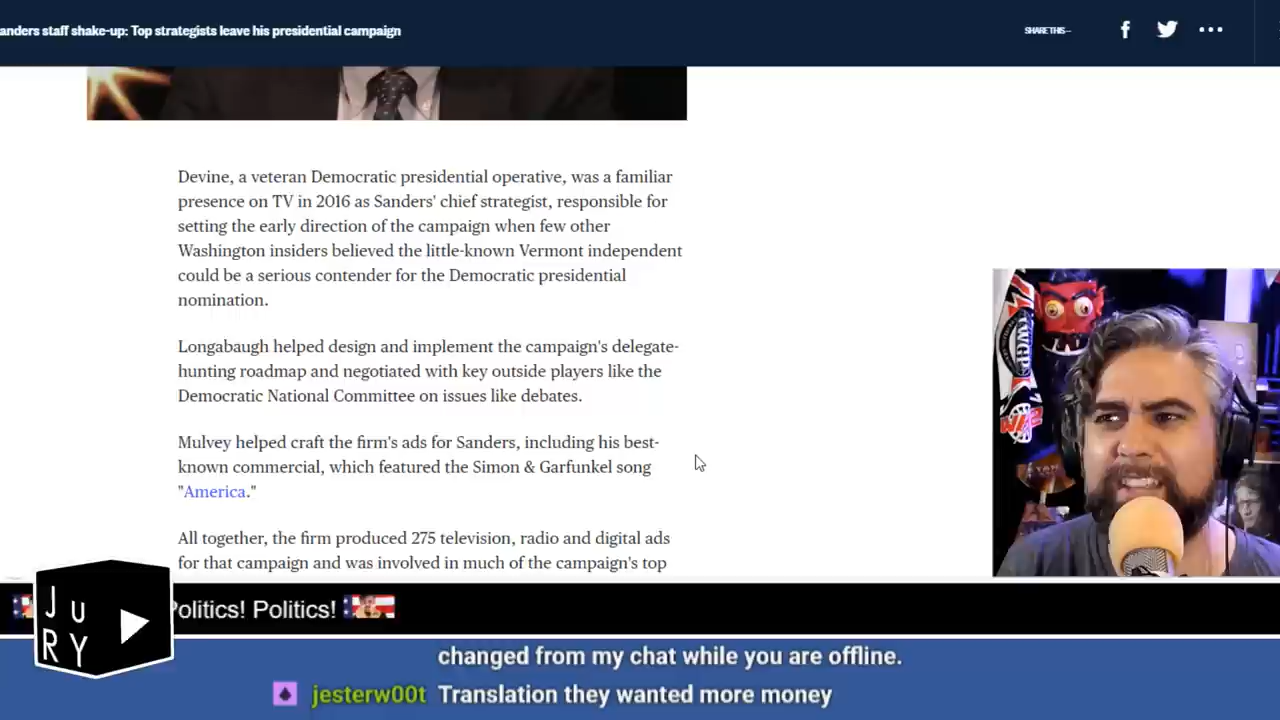 anders staff shake-up: Top strategists leave his presidential campaign
SHARE THIS—
Devine, a veteran Democratic presidential operative, was a familiar
presence on TV in 2016 as Sanders' chief strategist, responsible for
setting the early direction of the campaign when few other
Washington insiders believed the little-known Vermont independent
could be a serious contender for the Democratic presidential
nomination.
Longabaugh helped design and implement the campaign's delegate-
hunting roadmap and negotiated with key outside players like the
Democratic National Committee on issues like debates.
Mulvey helped craft the firm's ads for Sanders, including his best-
known commercial, which featured the Simon & Garfunkel song
"America."
All together, the firm produced 275 television, radio and digital ads
for that campaign and was involved in much of the campaign's top
JU
RY
Politics! Politics!
changed from my chat while you are offline.
jesterw00t Translation they wanted more money